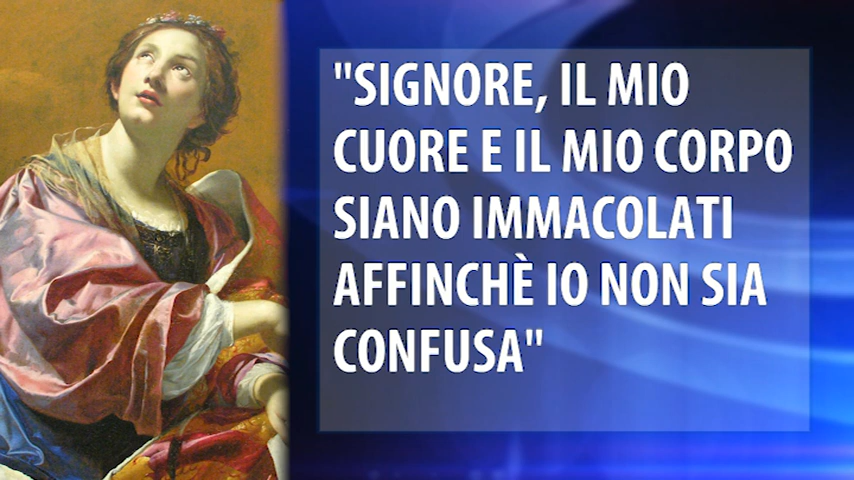 "SIGNORE, IL MIO
CUORE E IL MIO CORPO
SIANO IMMACOLATI
AFFINCHÈ IO NON SIA
CONFUSA"